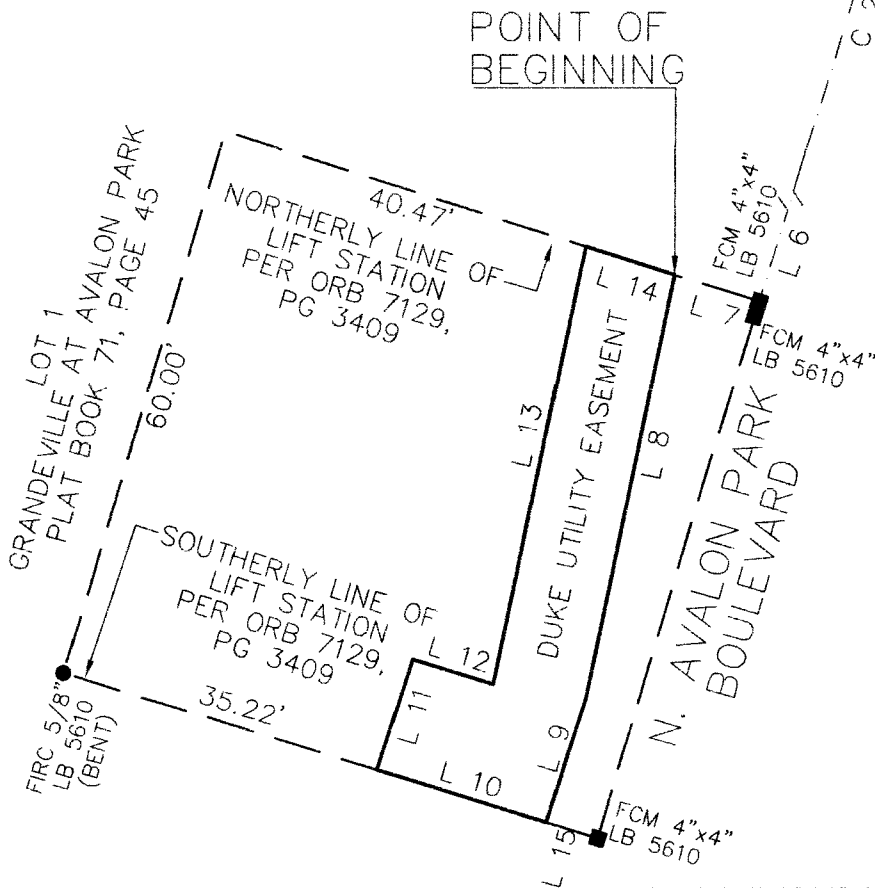 POINT OF
BEGINNING
C 2
FCM 4"x4"
LB 5610
L 6
L 7
FCM 4"x4"
LB 5610
40.47'
NORTHERLY LINE OF
LIFT STATION
PER ORB 7129,
PG 3409
L 14
LOT 1
GRANDEVILLE AT AVALON PARK
PLAT BOOK 71, PAGE 45
60.00'
L 13
DUKE UTILITY EASEMENT
L 8
N. AVALON PARK
BOULEVARD
SOUTHERLY LINE OF
LIFT STATION
PER ORB 7129,
PG 3409
L 12
L 11
35.22'
FIRC 5/8"
LB 5610
(BENT)
L 10
L 9
FCM 4"x4"
LB 5610
L 15